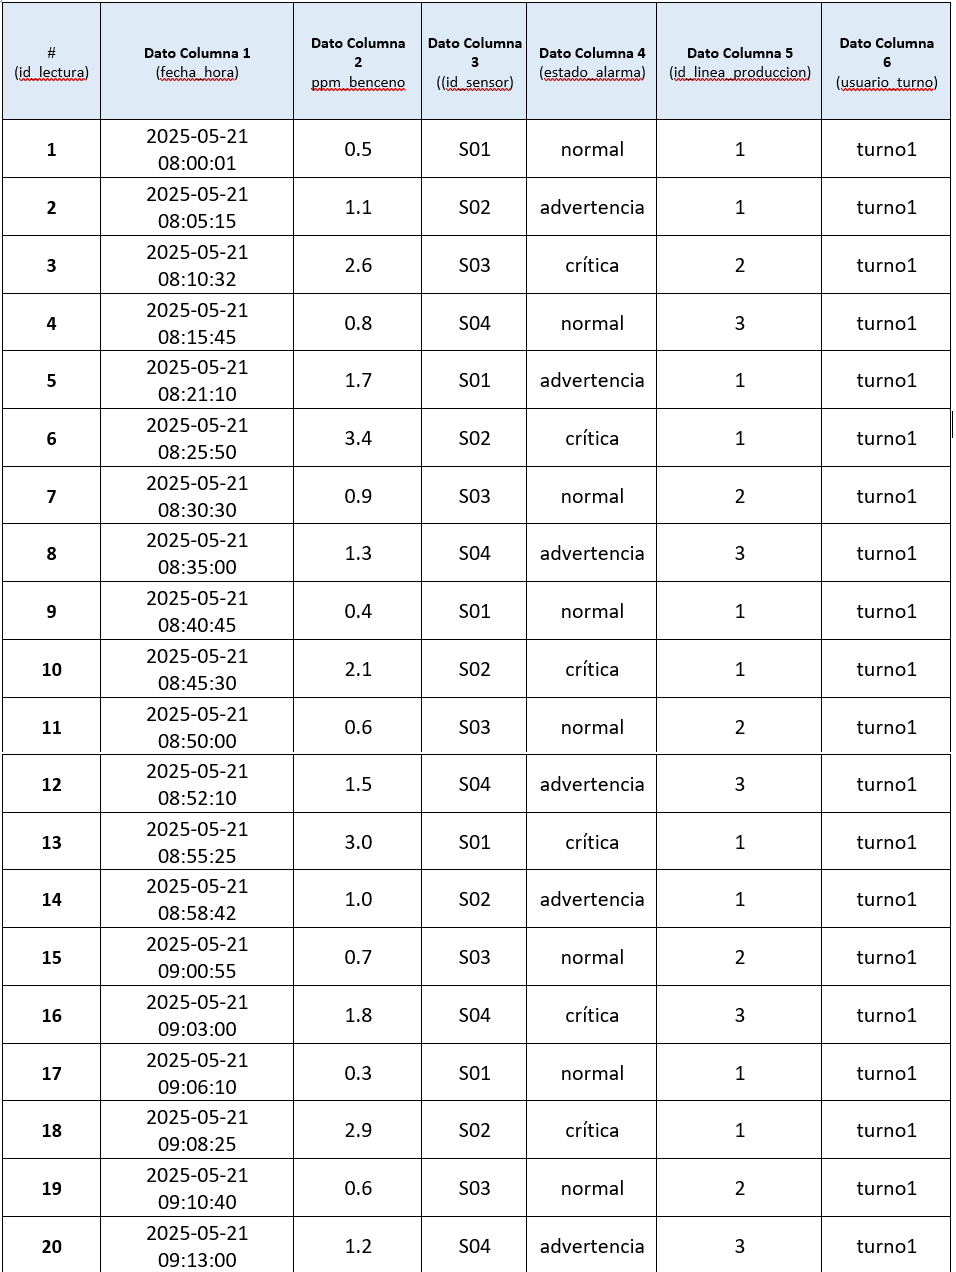 # (id_lectura) Dato Columna 1 (fecha_hora) Dato Columna 2 ppm_benceno Dato Columna 3 ((id_sensor) Dato Columna 4 (estado_alarma) Dato Columna 5 (id_linea_produccion) Dato Columna 6 (usuario_turno)
1 2025-05-21 08:00:01 0.5 S01 normal 1 turno1
2 2025-05-21 08:05:15 1.1 S02 advertencia 1 turno1
3 2025-05-21 08:10:32 2.6 S03 crítica 2 turno1
4 2025-05-21 08:15:45 0.8 S04 normal 3 turno1
5 2025-05-21 08:21:10 1.7 S01 advertencia 1 turno1
6 2025-05-21 08:25:50 3.4 S02 crítica 1 turno1
7 2025-05-21 08:30:30 0.9 S03 normal 2 turno1
8 2025-05-21 08:35:00 1.3 S04 advertencia 3 turno1
9 2025-05-21 08:40:45 0.4 S01 normal 1 turno1
10 2025-05-21 08:45:30 2.1 S02 crítica 1 turno1
11 2025-05-21 08:50:00 0.6 S03 normal 2 turno1
12 2025-05-21 08:52:10 1.5 S04 advertencia 3 turno1
13 2025-05-21 08:55:25 3.0 S01 crítica 1 turno1
14 2025-05-21 08:58:42 1.0 S02 advertencia 1 turno1
15 2025-05-21 09:00:55 0.7 S03 normal 2 turno1
16 2025-05-21 09:03:00 1.8 S04 crítica 3 turno1
17 2025-05-21 09:06:10 0.3 S01 normal 1 turno1
18 2025-05-21 09:08:25 2.9 S02 crítica 1 turno1
19 2025-05-21 09:10:40 0.6 S03 normal 2 turno1
20 2025-05-21 09:13:00 1.2 S04 advertencia 3 turno1